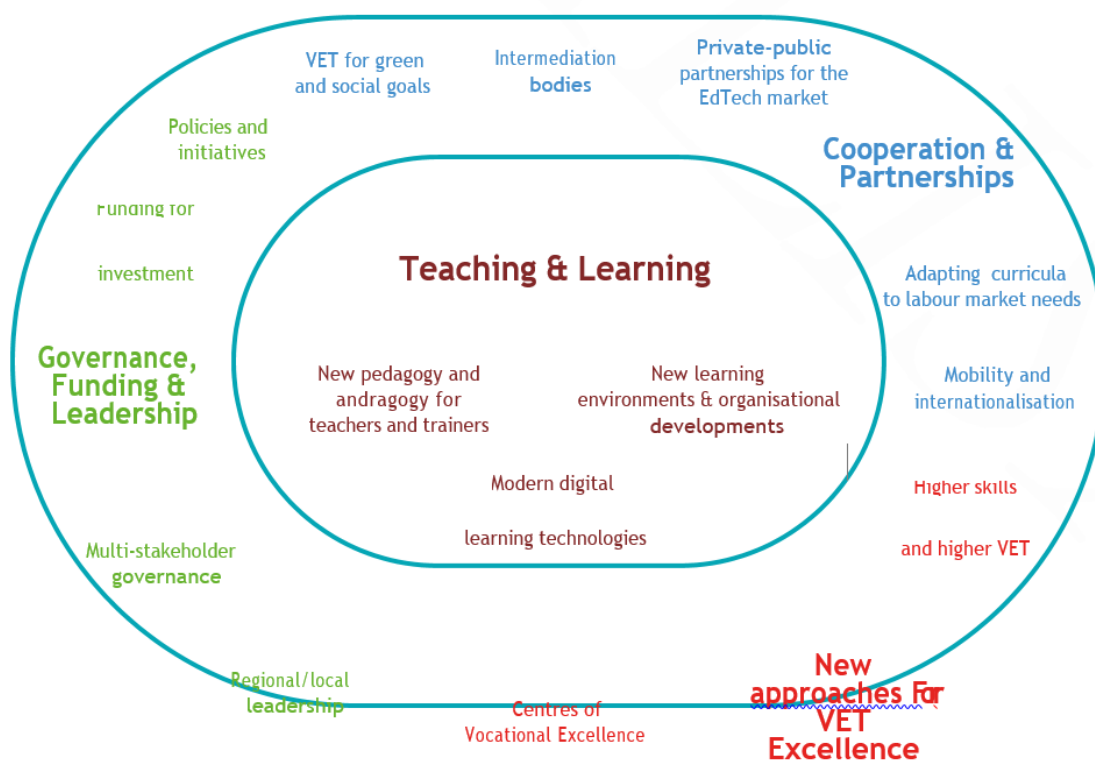 VET for green
and social goals
Intermediation
bodies
Private-public
partnerships for the
EdTech market
Policies and
initiatives
Cooperation &
Partnerships
Funding for
investment
Teaching & Learning
Adapting curricula
to labour market needs
Governance,
Funding &
Leadership
New pedagogy and
andragogy for
teachers and trainers
New learning
environments & organisational
developments
Mobility and
internationalisation
Modern digital
learning technologies
Higher skills
and higher VET
Multi-stakeholder
governance
Regional/local
leadership
Centres of
Vocational Excellence
New
approaches For
VET
Excellence